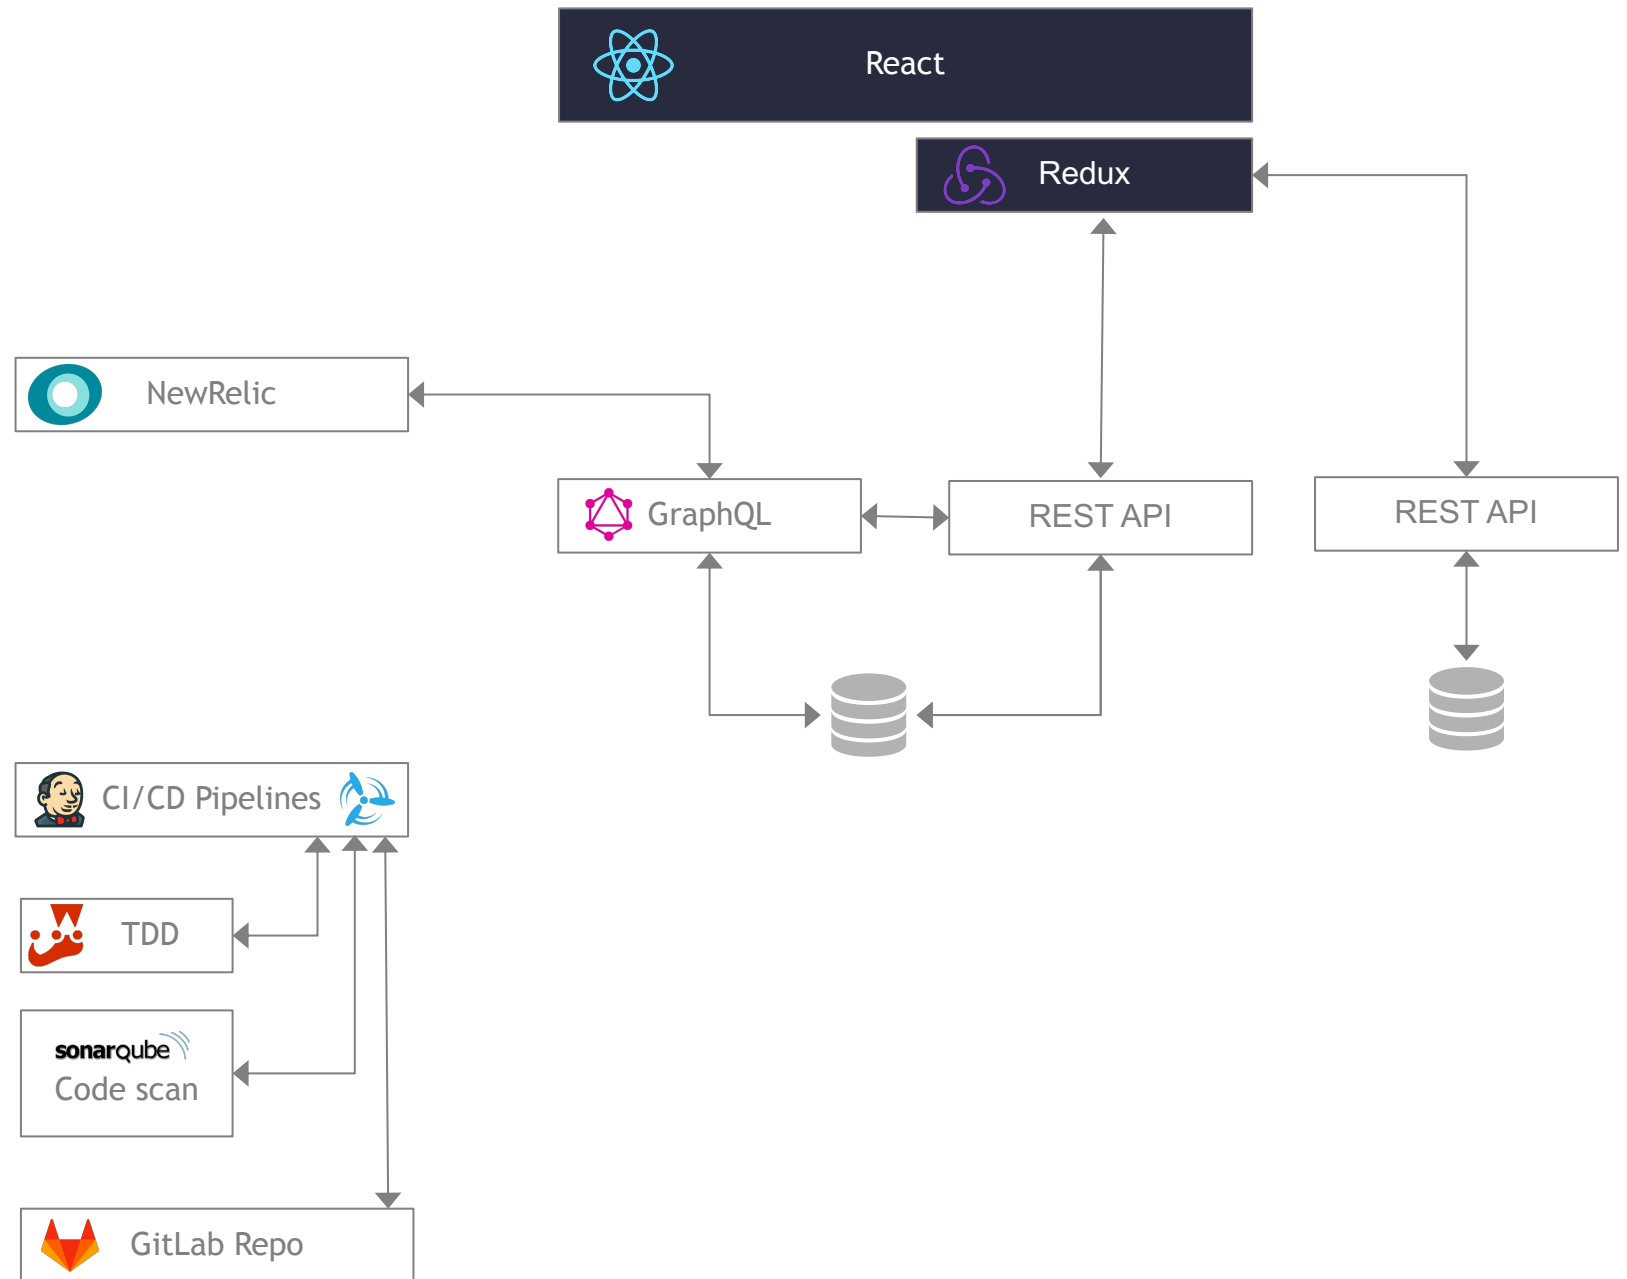 React
Redux
NewRelic
GraphQL
REST API
REST API
CI/CD Pipelines
TDD
sonarqube
Code scan
GitLab Repo